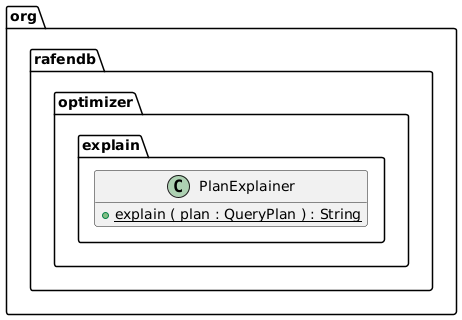 org
rafendb
optimizer
explain
C PlanExplainer
explain ( plan : QueryPlan ) : String